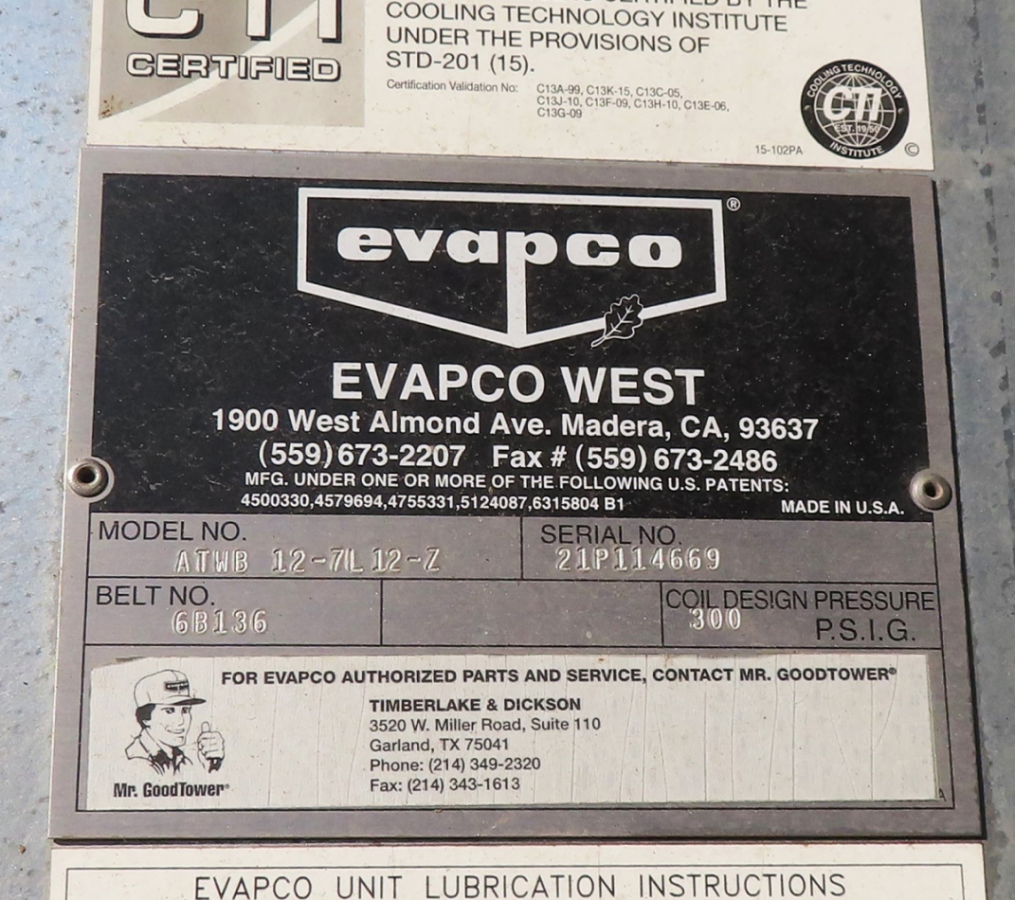 CTI
CERTIFIED
COOLING TECHNOLOGY INSTITUTE
UNDER THE PROVISIONS OF
STD-201 (15).
Certification Validation No: C13A-99, C13K-15, C13C-05,
C13J-10, C13F-09, C13H-10, C13E-06,
C13G-09
COOLING TECHNOLOGY
CTI
EST. 1950
INSTITUTE
15-102PA ©
evapco ®
EVAPCO WEST
1900 West Almond Ave. Madera, CA, 93637
(559) 673-2207 Fax # (559) 673-2486
MFG. UNDER ONE OR MORE OF THE FOLLOWING U.S. PATENTS:
4500330,4579694,4755331,5124087,6315804 B1
MADE IN U.S.A.
MODEL NO.
ATWB 12-7L12-Z
SERIAL NO.
21P114669
BELT NO.
6B136
COIL DESIGN PRESSURE
300 P.S.I.G.
FOR EVAPCO AUTHORIZED PARTS AND SERVICE, CONTACT MR. GOODTOWER®
TIMBERLAKE & DICKSON
3520 W. Miller Road, Suite 110
Garland, TX 75041
Phone: (214) 349-2320
Fax: (214) 343-1613
Mr. GoodTower®
EVAPCO UNIT LUBRICATION INSTRUCTIONS